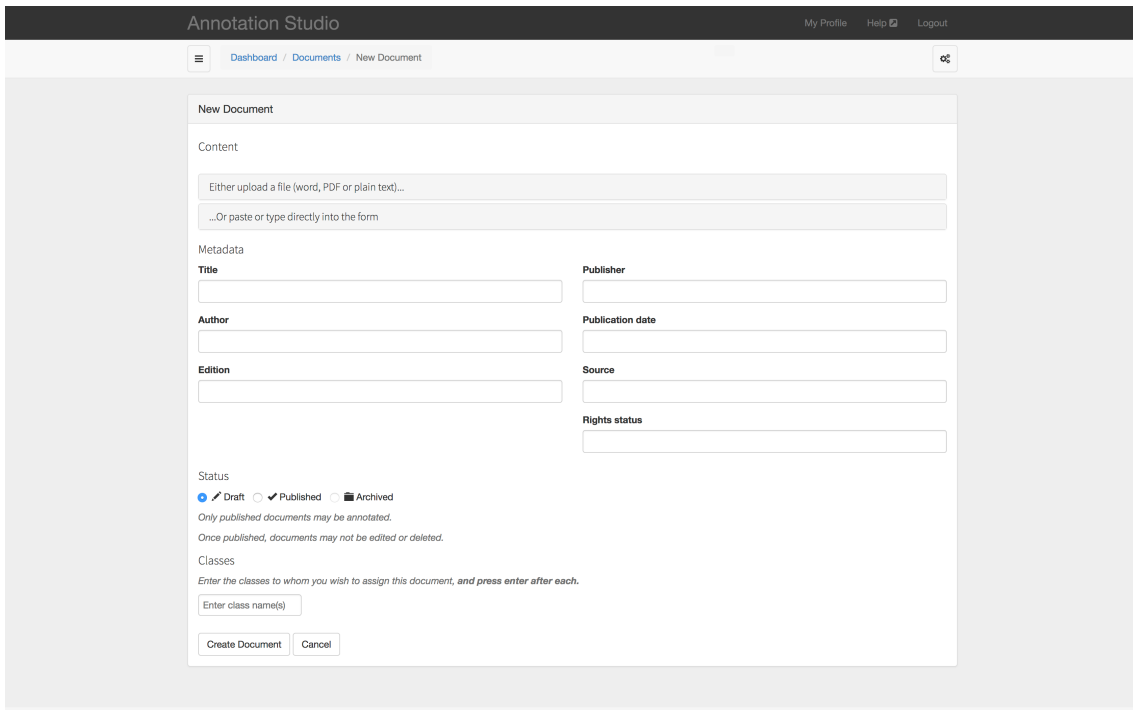 Annotation Studio My Profile Help Logout
Dashboard / Documents / New Document
New Document
Content
Either upload a file (word, PDF or plain text)...
...Or paste or type directly into the form
Metadata
Title
Publisher
Author
Publication date
Edition
Source
Rights status
Status
Draft Published Archived
Only published documents may be annotated.
Once published, documents may not be edited or deleted.
Classes
Enter the classes to whom you wish to assign this document, and press enter after each.
Enter class name(s)
Create Document Cancel